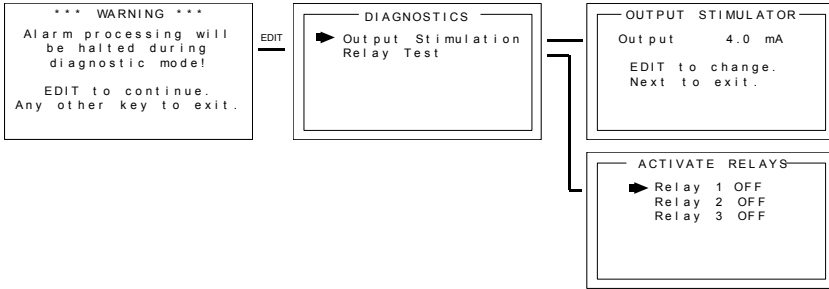 *** WARNING ***
Alarm processing will
be halted during
diagnostic mode!
EDIT to continue.
Any other key to exit.
EDIT
DIAGNOSTICS
Output Stimulation
Relay Test
OUTPUT STIMULATOR
Output 4.0 mA
EDIT to change.
Next to exit.
ACTIVATE RELAYS
Relay 1 OFF
Relay 2 OFF
Relay 3 OFF